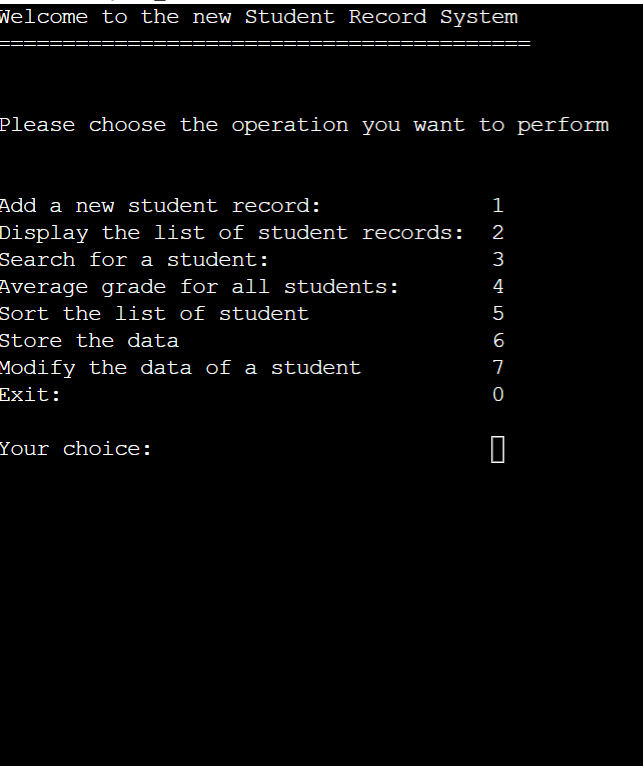 Welcome to the new Student Record System
=========================================
Please choose the operation you want to perform
Add a new student record: 1
Display the list of student records: 2
Search for a student: 3
Average grade for all students: 4
Sort the list of student 5
Store the data 6
Modify the data of a student 7
Exit: 0
Your choice: